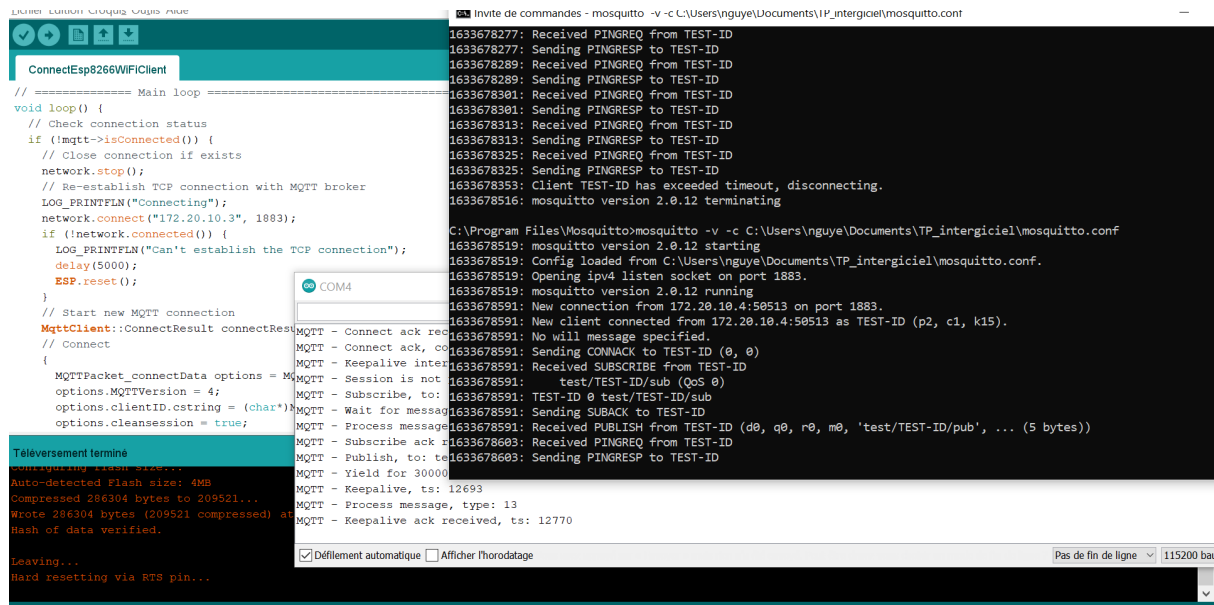 Fichier Édition Croquis Outils Aide
ConnectEsp8266WiFiClient
// ============== Main loop ====================================
void loop() {
// Check connection status
if (!mqtt->isConnected()) {
// Close connection if exists
network.stop();
// Re-establish TCP connection with MQTT broker
LOG_PRINTFLN("Connecting");
network.connect("172.20.10.3", 1883);
if (!network.connected()) {
LOG_PRINTFLN("Can't establish the TCP connection");
delay(5000);
ESP.reset();
}
// Start new MQTT connection
MqttClient::ConnectResult connectResu
// Connect
{
MQTTPacket_connectData options = MQ
options.MQTTVersion = 4;
options.clientID.cstring = (char*)M
options.cleansession = true;
Téléversement terminé
Configuring flash size...
Auto-detected Flash size: 4MB
Compressed 286304 bytes to 209521...
Wrote 286304 bytes (209521 compressed) at
Hash of data verified.
Leaving...
Hard resetting via RTS pin...
COM4
MQTT - Connect ack rec
MQTT - Connect ack, co
MQTT - Keepalive inter
MQTT - Session is not
MQTT - Subscribe, to:
MQTT - Wait for messag
MQTT - Process message
MQTT - Subscribe ack r
MQTT - Publish, to: te
MQTT - Yield for 30000
MQTT - Keepalive, ts: 12693
MQTT - Process message, type: 13
MQTT - Keepalive ack received, ts: 12770
Défilement automatique Afficher l'horodatage
Pas de fin de ligne 115200 bau
Invite de commandes - mosquitto -v -c C:\Users\nguye\Documents\TP_intergiciel\mosquitto.conf
1633678277: Received PINGREQ from TEST-ID
1633678277: Sending PINGRESP to TEST-ID
1633678289: Received PINGREQ from TEST-ID
1633678289: Sending PINGRESP to TEST-ID
1633678301: Received PINGREQ from TEST-ID
1633678301: Sending PINGRESP to TEST-ID
1633678313: Received PINGREQ from TEST-ID
1633678313: Sending PINGRESP to TEST-ID
1633678325: Received PINGREQ from TEST-ID
1633678325: Sending PINGRESP to TEST-ID
1633678353: Client TEST-ID has exceeded timeout, disconnecting.
1633678516: mosquitto version 2.0.12 terminating
C:\Program Files\Mosquitto>mosquitto -v -c C:\Users\nguye\Documents\TP_intergiciel\mosquitto.conf
1633678519: mosquitto version 2.0.12 starting
1633678519: Config loaded from C:\Users\nguye\Documents\TP_intergiciel\mosquitto.conf.
1633678519: Opening ipv4 listen socket on port 1883.
1633678519: mosquitto version 2.0.12 running
1633678591: New connection from 172.20.10.4:50513 on port 1883.
1633678591: New client connected from 172.20.10.4:50513 as TEST-ID (p2, c1, k15).
1633678591: No will message specified.
1633678591: Sending CONNACK to TEST-ID (0, 0)
1633678591: Received SUBSCRIBE from TEST-ID
1633678591: test/TEST-ID/sub (QoS 0)
1633678591: TEST-ID 0 test/TEST-ID/sub
1633678591: Sending SUBACK to TEST-ID
1633678591: Received PUBLISH from TEST-ID (d0, q0, r0, m0, 'test/TEST-ID/pub', ... (5 bytes))
1633678603: Received PINGREQ from TEST-ID
1633678603: Sending PINGRESP to TEST-ID